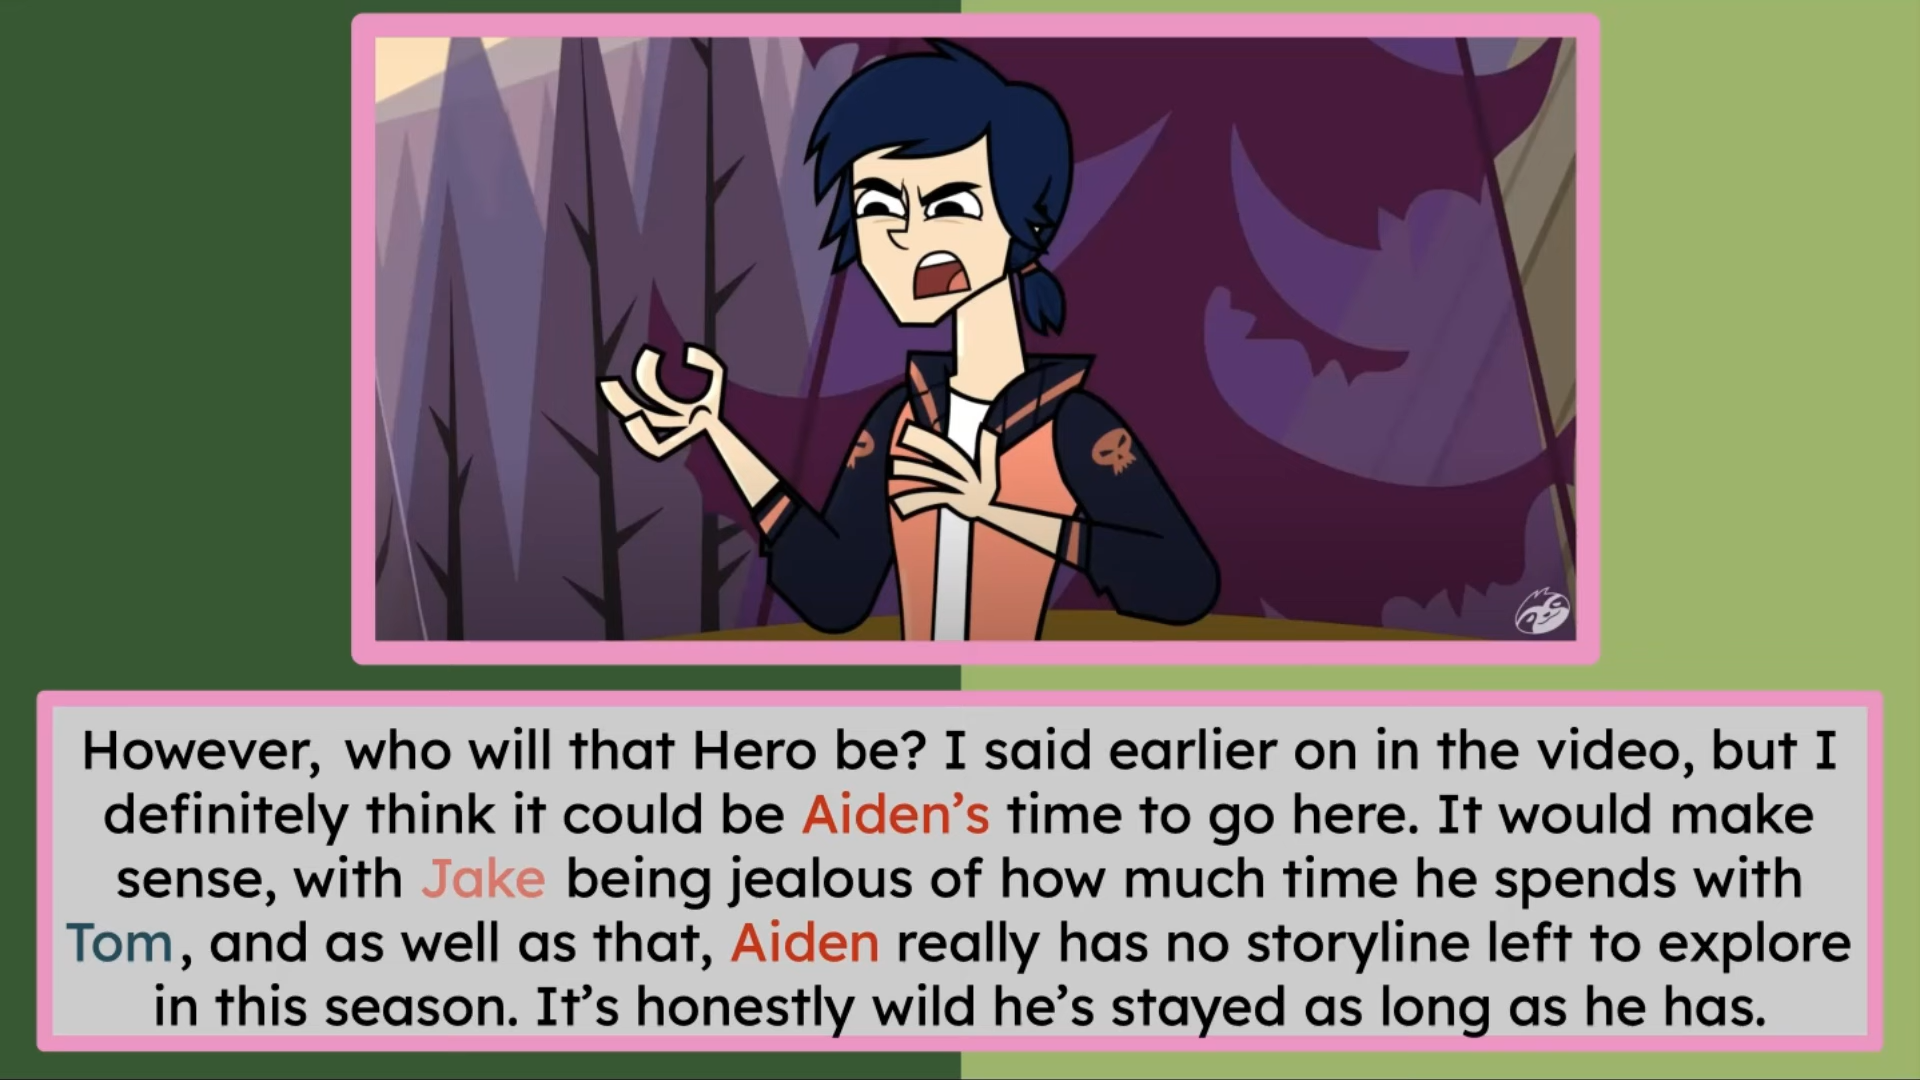 However, who will that Hero be? I said earlier on in the video, but I
definitely think it could be Aiden’s time to go here. It would make
sense, with Jake being jealous of how much time he spends with
Tom, and as well as that, Aiden really has no storyline left to explore
in this season. It’s honestly wild he’s stayed as long as he has.